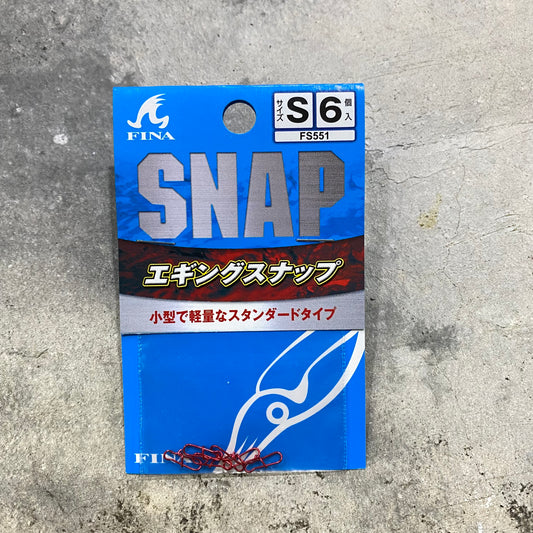 FINA
サイズ S 6 個入
FS551
SNAP
エギングスナップ
小型で軽量なスタンダードタイプ
FINA